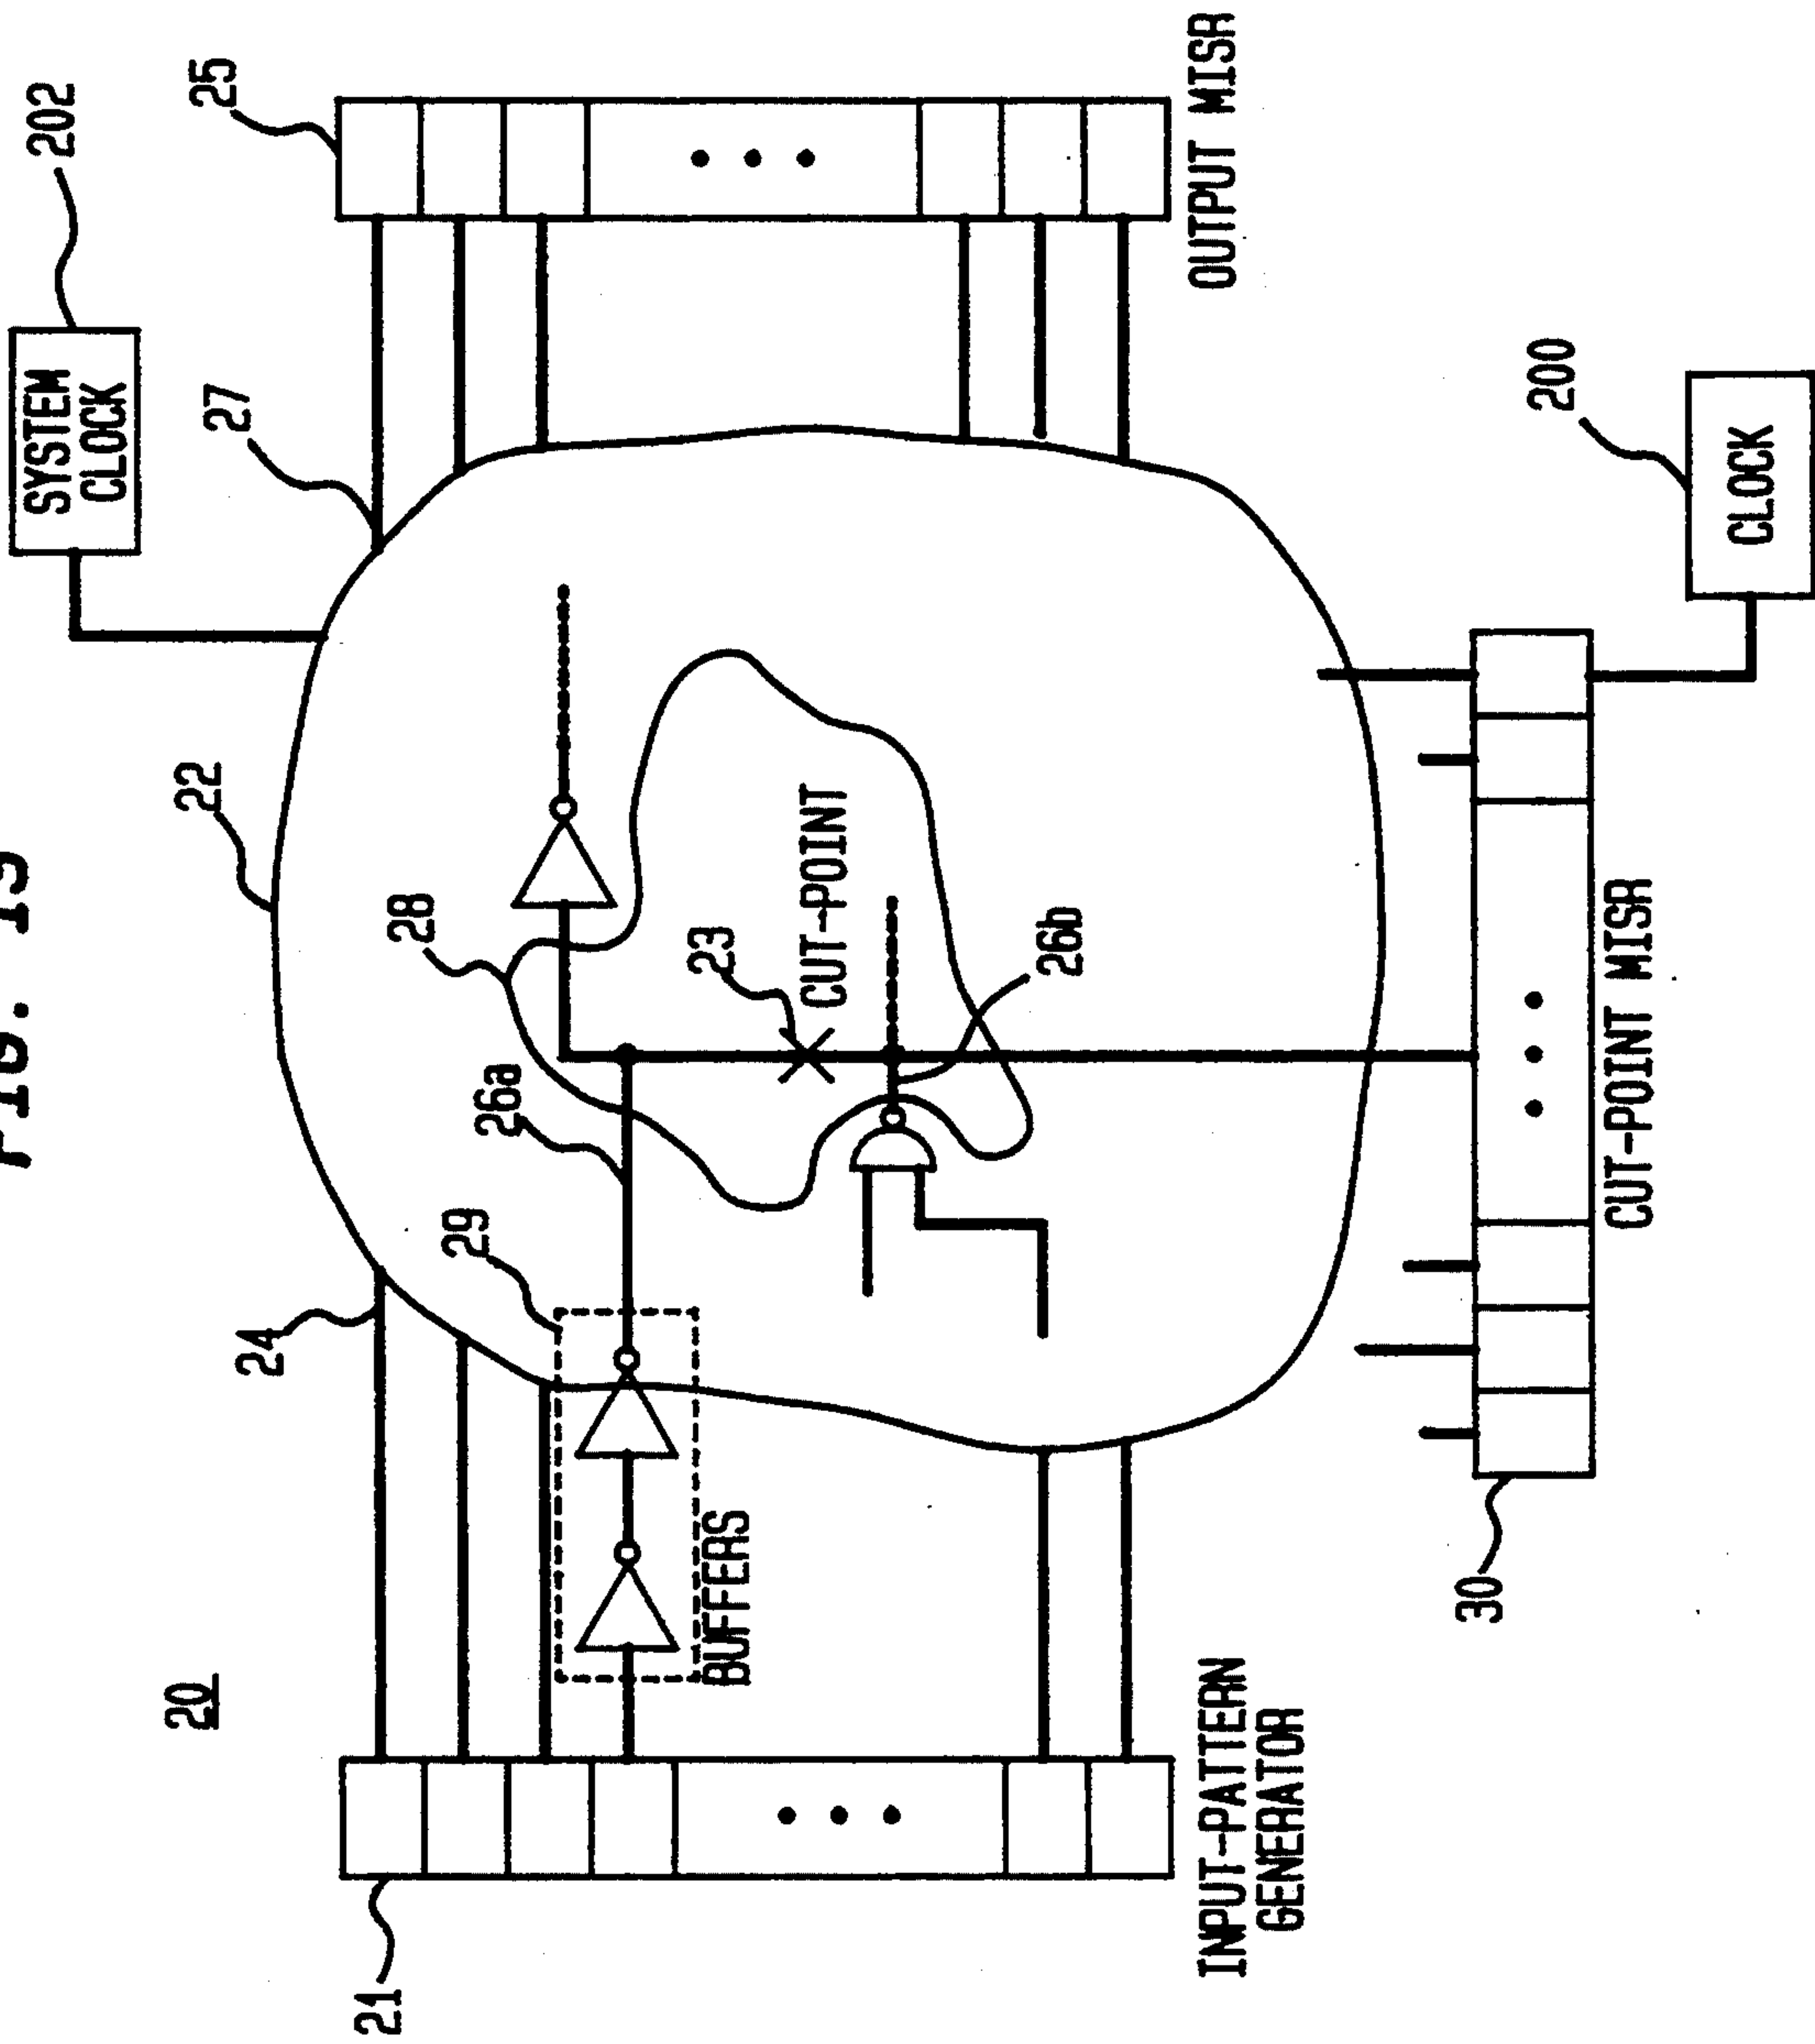 FIG.
20
202
SYSTEM
CLOCK
22
25
27
24
21
28
29
26a
23
BUFFERS
CUT-POINT
26b
OUTPUT MISR
INPUT-PATTERN
GENERATOR
30
200
CUT-POINT MISR
CLOCK